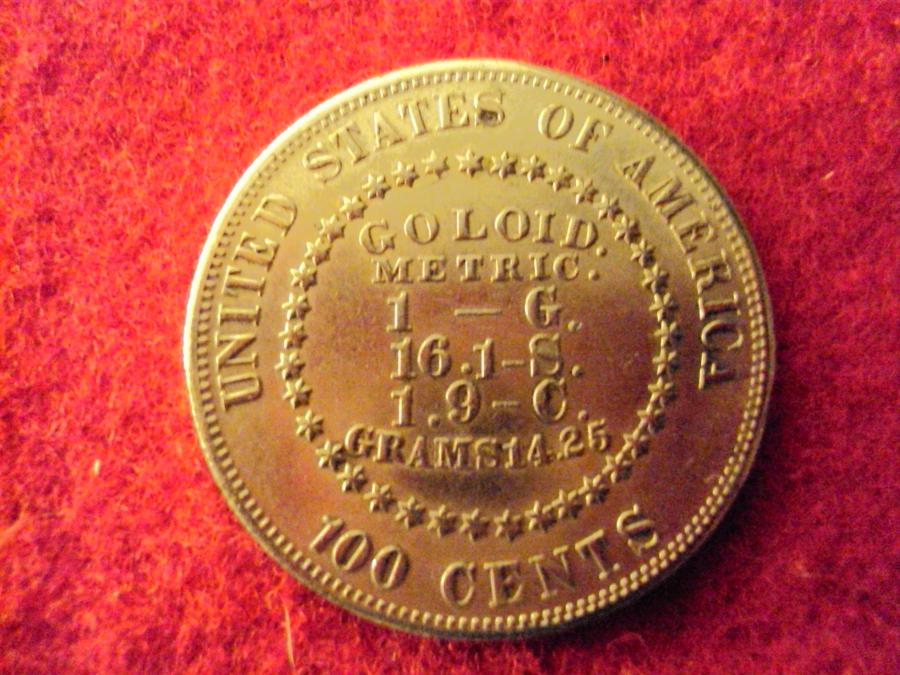 UNITED STATES OF AMERICA
GOLOID.
METRIC.
1 — G.
16.1-S.
1.9-C.
GRAMS14.25
100 CENTS